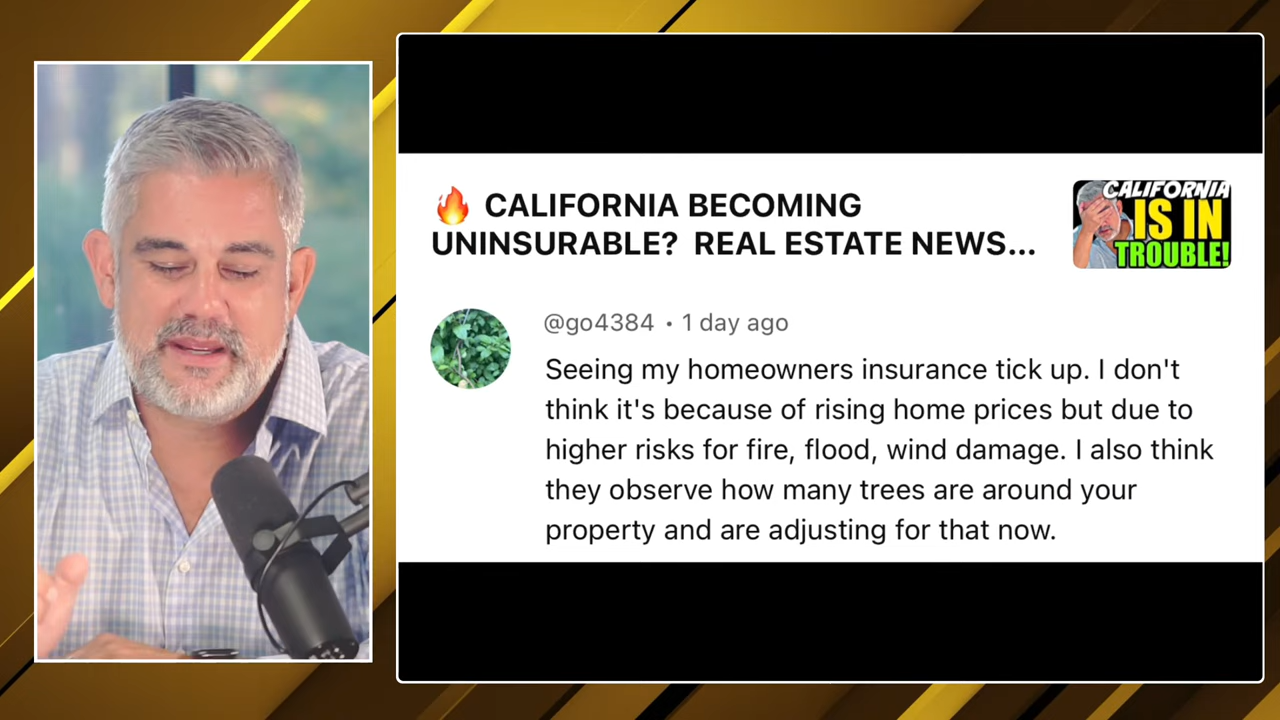 🔥 CALIFORNIA BECOMING
UNINSURABLE? REAL ESTATE NEWS...
CALIFORNIA
IS IN
TROUBLE!
@go4384 • 1 day ago
Seeing my homeowners insurance tick up. I don't
think it's because of rising home prices but due to
higher risks for fire, flood, wind damage. I also think
they observe how many trees are around your
property and are adjusting for that now.